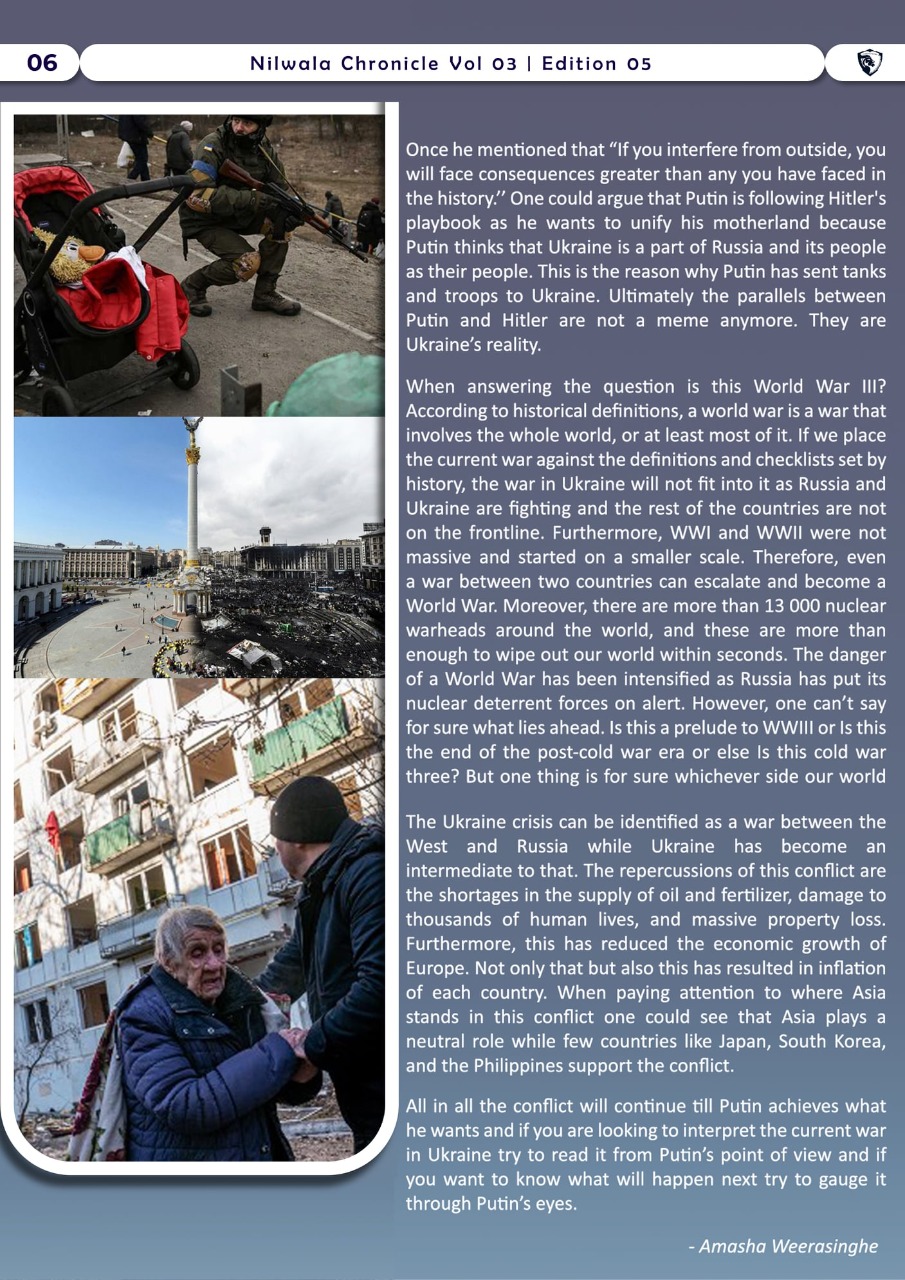 06
Nilwala Chronicle Vol 03 | Edition 05
Once he mentioned that “If you interfere from outside, you
will face consequences greater than any you have faced in
the history.’’ One could argue that Putin is following Hitler's
playbook as he wants to unify his motherland because
Putin thinks that Ukraine is a part of Russia and its people
as their people. This is the reason why Putin has sent tanks
and troops to Ukraine. Ultimately the parallels between
Putin and Hitler are not a meme anymore. They are
Ukraine’s reality.
When answering the question is this World War III?
According to historical definitions, a world war is a war that
involves the whole world, or at least most of it. If we place
the current war against the definitions and checklists set by
history, the war in Ukraine will not fit into it as Russia and
Ukraine are fighting and the rest of the countries are not
on the frontline. Furthermore, WWI and WWII were not
massive and started on a smaller scale. Therefore, even
a war between two countries can escalate and become a
World War. Moreover, there are more than 13 000 nuclear
warheads around the world, and these are more than
enough to wipe out our world within seconds. The danger
of a World War has been intensified as Russia has put its
nuclear deterrent forces on alert. However, one can’t say
for sure what lies ahead. Is this a prelude to WWIII or Is this
the end of the post-cold war era or else Is this cold war
three? But one thing is for sure whichever side our world
The Ukraine crisis can be identified as a war between the
West and Russia while Ukraine has become an
intermediate to that. The repercussions of this conflict are
the shortages in the supply of oil and fertilizer, damage to
thousands of human lives, and massive property loss.
Furthermore, this has reduced the economic growth of
Europe. Not only that but also this has resulted in inflation
of each country. When paying attention to where Asia
stands in this conflict one could see that Asia plays a
neutral role while few countries like Japan, South Korea,
and the Philippines support the conflict.
All in all the conflict will continue till Putin achieves what
he wants and if you are looking to interpret the current war
in Ukraine try to read it from Putin’s point of view and if
you want to know what will happen next try to gauge it
through Putin’s eyes.
- Amasha Weerasinghe